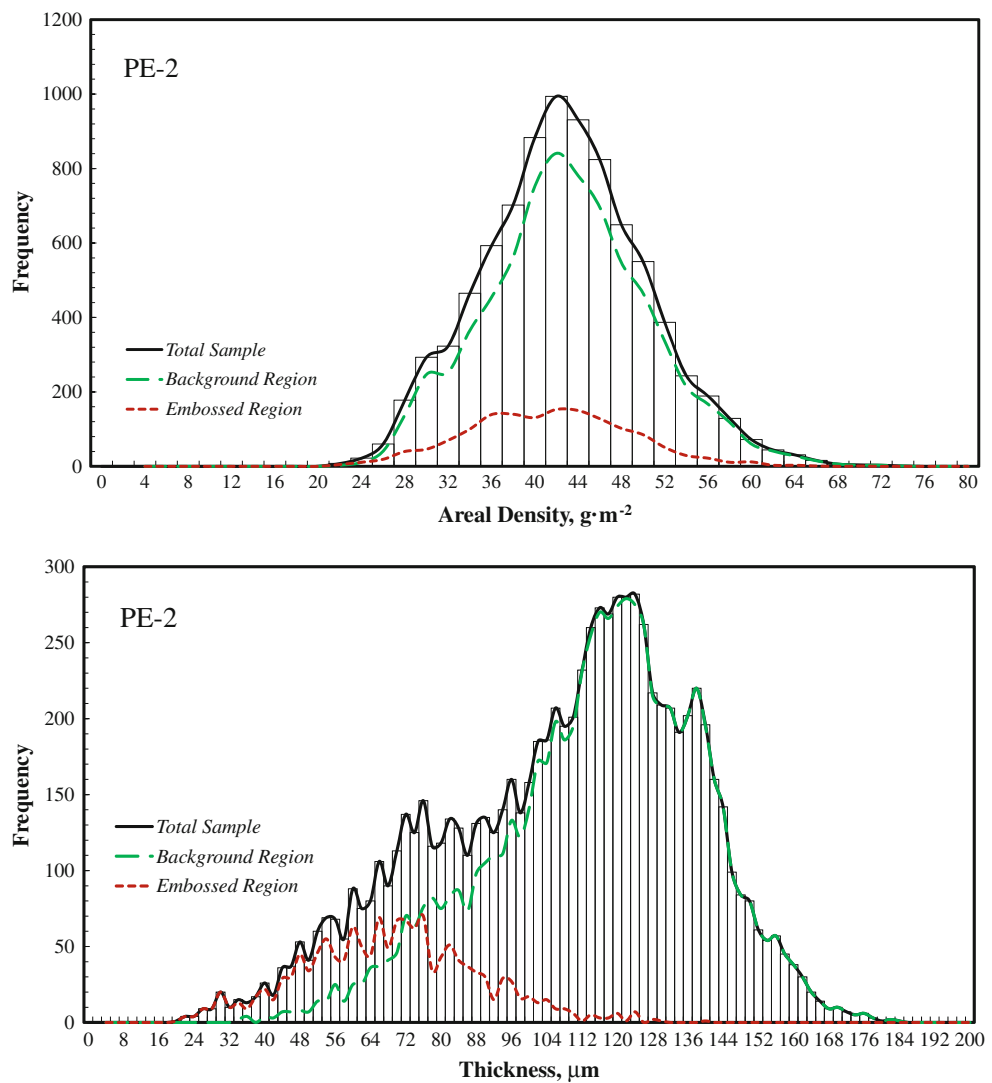 1200
1000
800
600
400
200
0
Frequency
PE-2
Total Sample
Background Region
Embossed Region
0 4 8 12 16 20 24 28 32 36 40 44 48 52 56 60 64 68 72 76 80
Areal Density, g·m-2
300
250
200
150
100
50
0
Frequency
PE-2
Total Sample
Background Region
Embossed Region
0 8 16 24 32 40 48 56 64 72 80 88 96 104 112 120 128 136 144 152 160 168 176 184 192 200
Thickness, μm